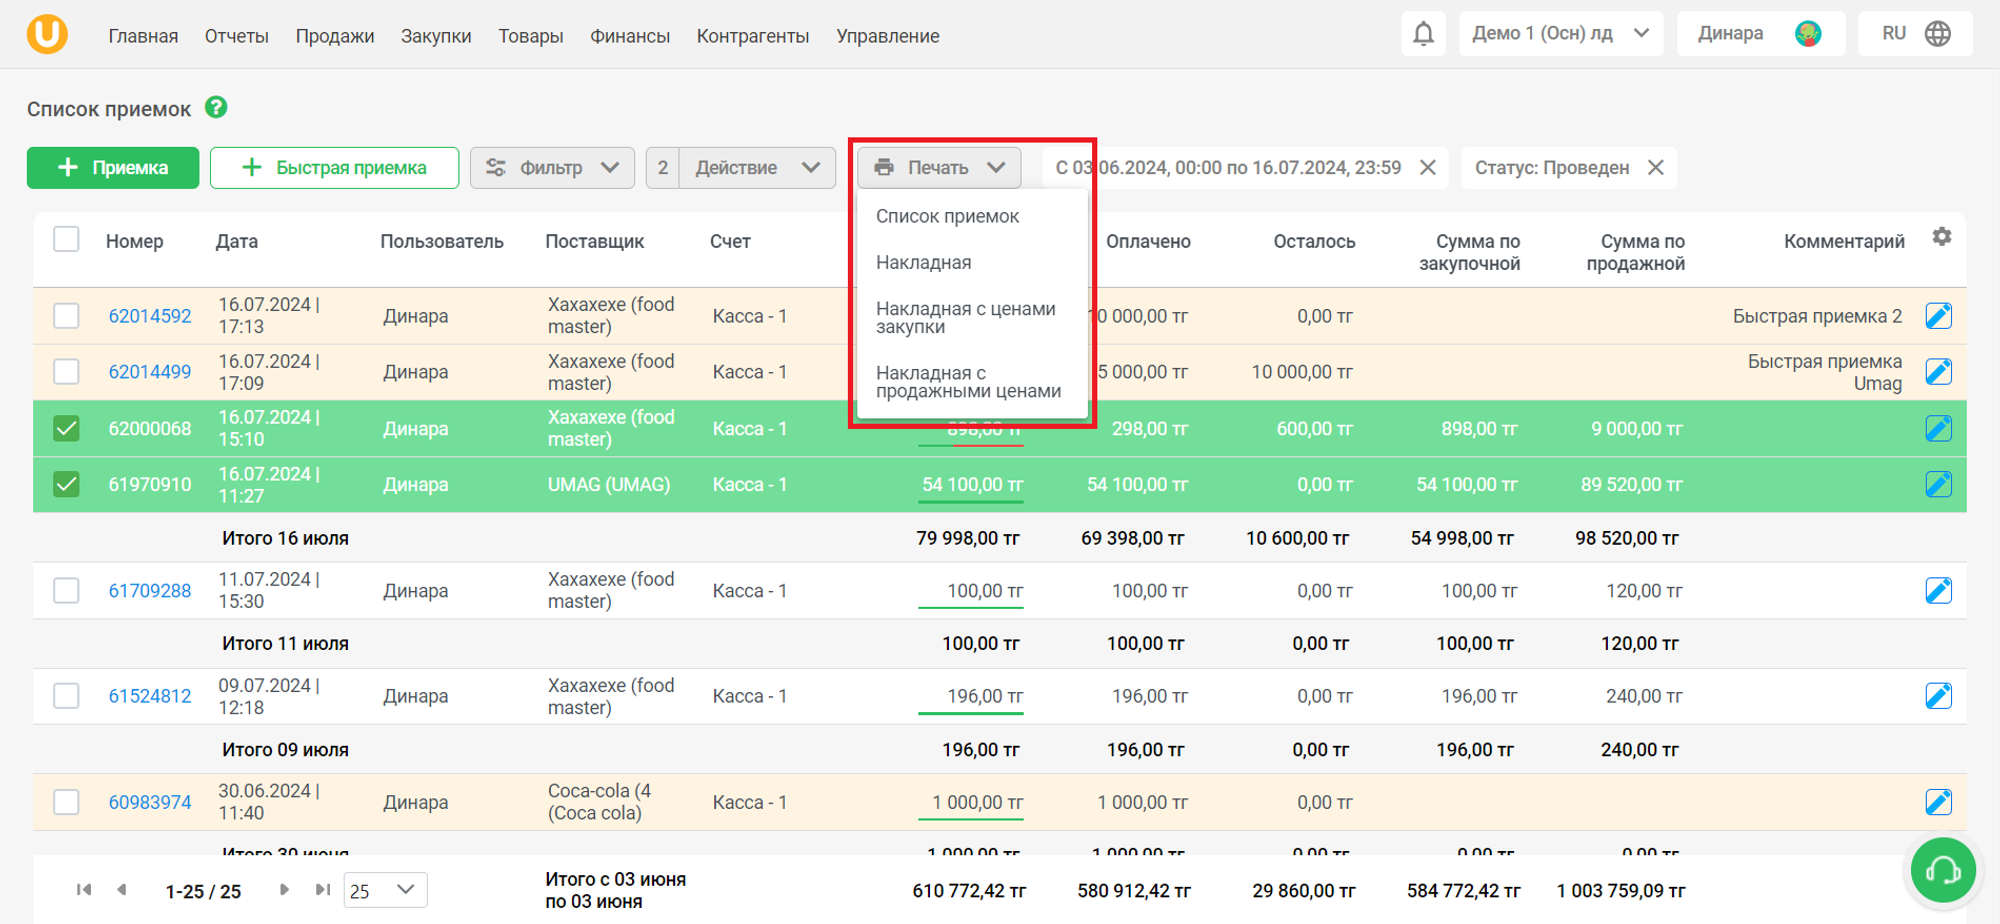 U
Главная Отчеты Продажи Закупки Товары Финансы Контрагенты Управление Демо 1 (Осн) лд Динара RU
Список приемок ?
+ Приемка + Быстрая приемка Фильтр 2 Действие Печать С 03.06.2024, 00:00 по 16.07.2024, 23:59 Статус: Проведен
Список приемок
Накладная
Накладная с ценами
закупки
Накладная с
продажными ценами
Номер Дата Пользователь Поставщик Счет Оплачено Осталось Сумма по Сумма по Комментарий
закупочной продажной
16.07.2024 | Хахахехе (food
62014592 Динара Касса - 1 0 000,00 тг 0,00 тг Быстрая приемка 2
17:13 master)
16.07.2024 | Хахахехе (food Быстрая приемка
62014499 Динара Касса - 1 5 000,00 тг 10 000,00 тг
17:09 master) Umag
16.07.2024 | Хахахехе (food
62000068 Динара Касса - 1 898,00 тг 298,00 тг 600,00 тг 898,00 тг 9 000,00 тг
15:10 master)
16.07.2024 |
61970910 Динара UMAG (UMAG) Касса - 1 54 100,00 тг 54 100,00 тг 0,00 тг 54 100,00 тг 89 520,00 тг
11:27
Итого 16 июля 79 998,00 тг 69 398,00 тг 10 600,00 тг 54 998,00 тг 98 520,00 тг
11.07.2024 | Хахахехе (food
61709288 Динара Касса - 1 100,00 тг 100,00 тг 0,00 тг 100,00 тг 120,00 тг
15:30 master)
Итого 11 июля 100,00 тг 100,00 тг 0,00 тг 100,00 тг 120,00 тг
09.07.2024 | Хахахехе (food
61524812 Динара Касса - 1 196,00 тг 196,00 тг 0,00 тг 196,00 тг 240,00 тг
12:18 master)
Итого 09 июля 196,00 тг 196,00 тг 0,00 тг 196,00 тг 240,00 тг
30.06.2024 | Coca-cola (4
60983974 Динара Касса - 1 1 000,00 тг 1 000,00 тг 0,00 тг
11:40 (Coca cola)
Итого 30 июня 1 000,00 тг 1 000,00 тг 0,00 тг 0,00 тг 0,00 тг
1-25 / 25 25 Итого с 03 июня 610 772,42 тг 580 912,42 тг 29 860,00 тг 584 772,42 тг 1 003 759,09 тг
по 03 июня